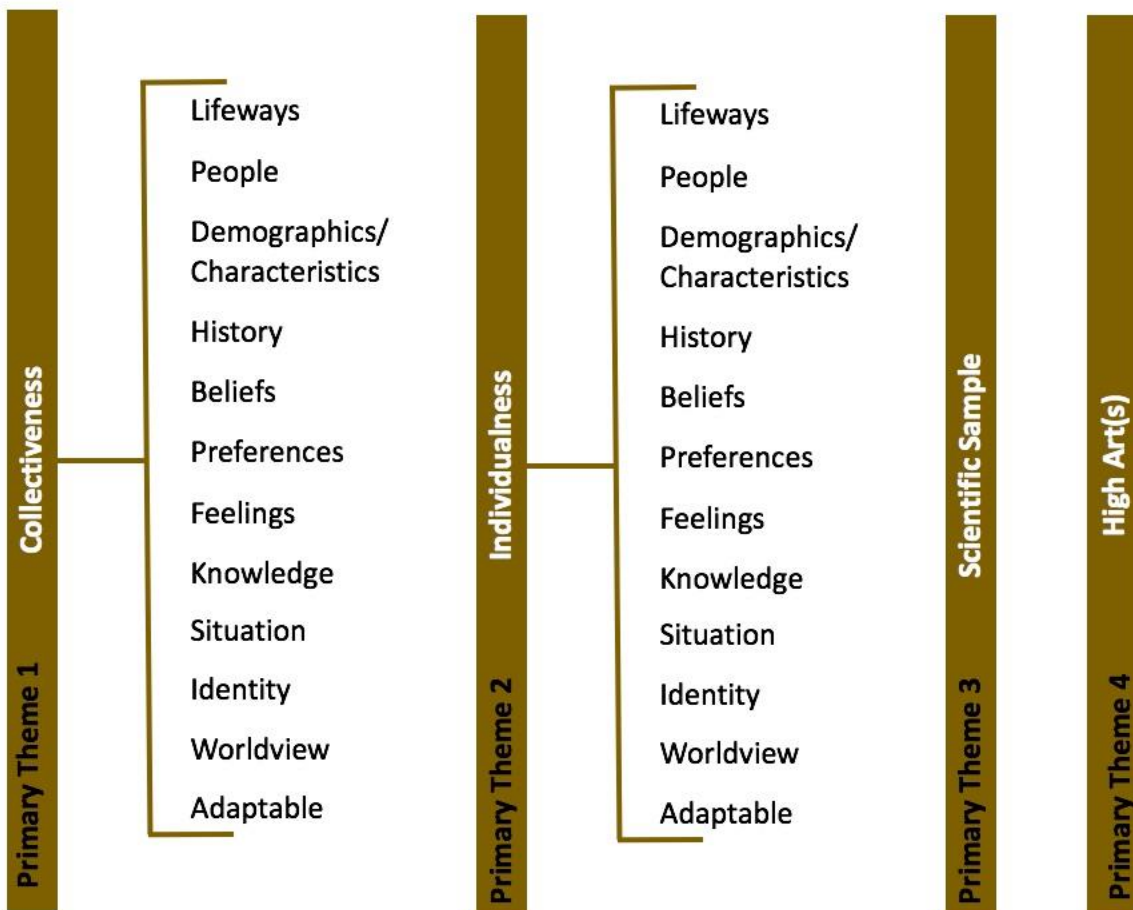 Primary Theme 1
Collectiveness
Lifeways
People
Demographics/
Characteristics
History
Beliefs
Preferences
Feelings
Knowledge
Situation
Identity
Worldview
Adaptable
Primary Theme 2
Individualness
Lifeways
People
Demographics/
Characteristics
History
Beliefs
Preferences
Feelings
Knowledge
Situation
Identity
Worldview
Adaptable
Primary Theme 3
Scientific Sample
Primary Theme 4
High Art(s)